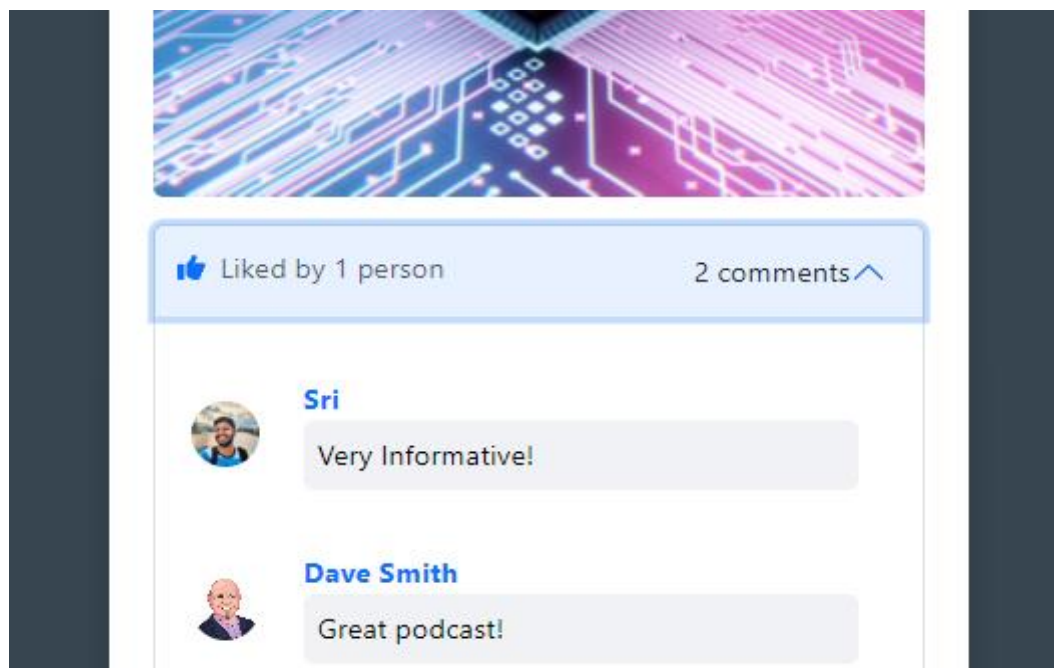 Liked by 1 person 2 comments
Sri
Very Informative!
Dave Smith
Great podcast!